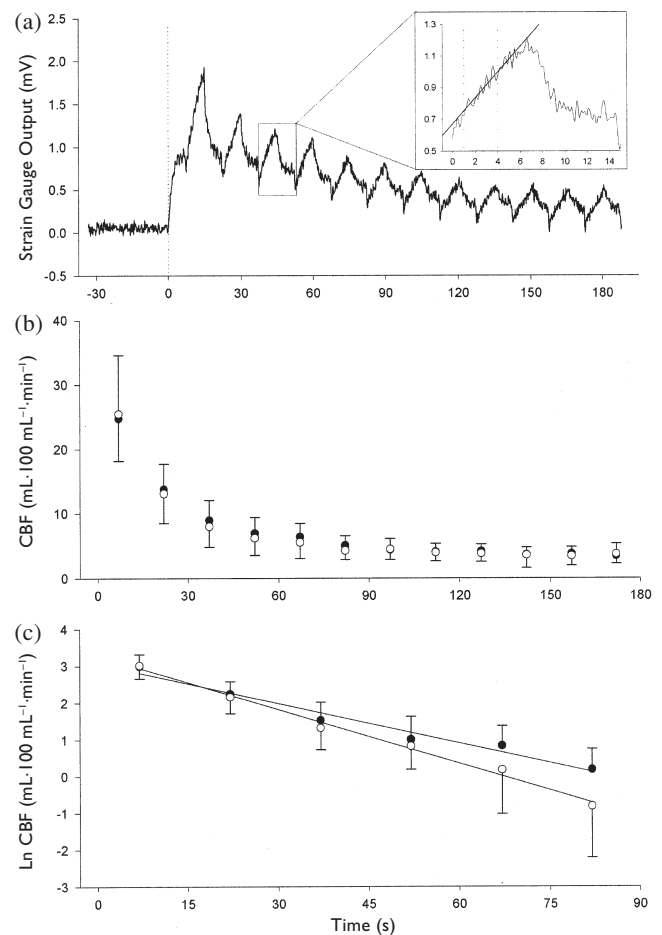 (a)
Strain Gauge Output (mV)
2.5
2.0
1.5
1.0
0.5
0.0
-0.5
-30 0 30 60 90 120 150 180
1.3
1.1
0.9
0.7
0.5
0 2 4 6 8 10 12 14
(b)
CBF (mL·100 mL⁻¹·min⁻¹)
40
30
20
10
0
0 30 60 90 120 150 180
(c)
Ln CBF (mL·100 mL⁻¹·min⁻¹)
4
3
2
1
0
-1
-2
-3
0 15 30 45 60 75 90
Time (s)